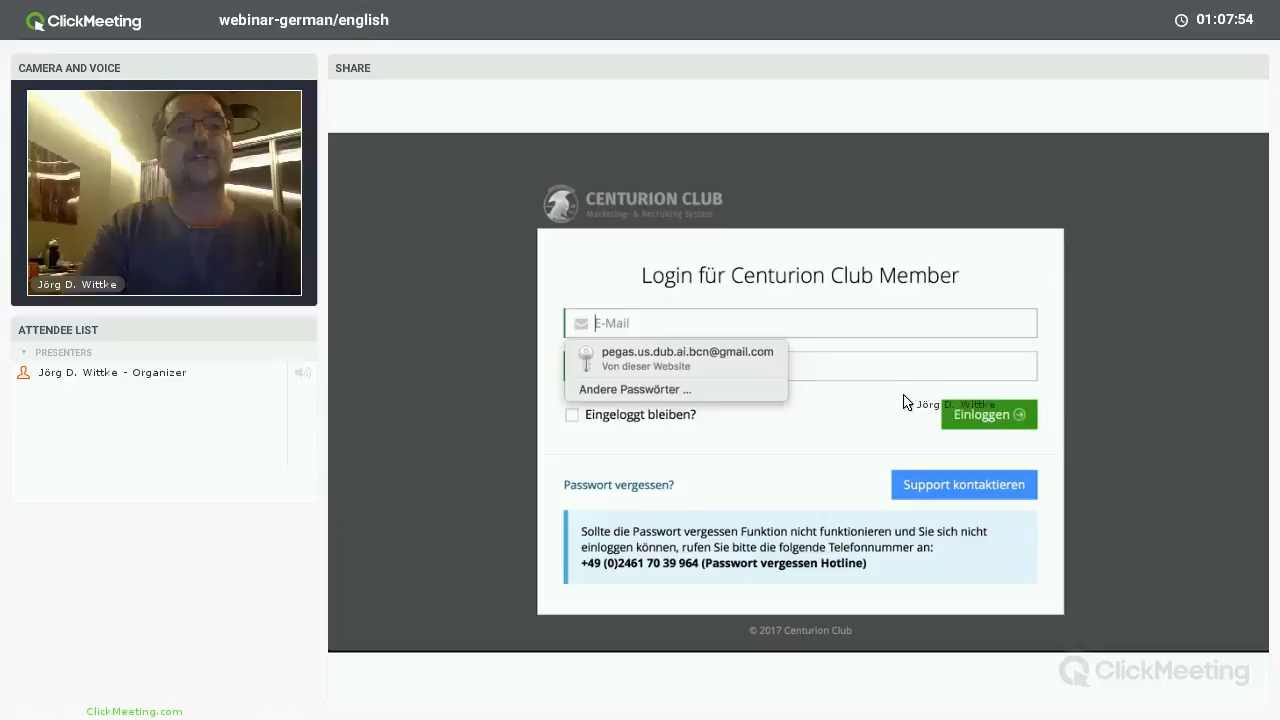 ClickMeeting
webinar-german/english
01:07:54
CAMERA AND VOICE
Jörg D. Wittke
ATTENDEE LIST
PRESENTERS
Jörg D. Wittke - Organizer
SHARE
CENTURION CLUB
Marketing- & Recruning System
Login für Centurion Club Member
E-Mail
pegas.us.dub.ai.bcn@gmail.com
Von dieser Website
Andere Passwörter ...
Eingeloggt bleiben?
Jörg D. Wittke
Einloggen
Passwort vergessen?
Support kontaktieren
Sollte die Passwort vergessen Funktion nicht funktionieren und Sie sich nicht
einloggen können, rufen Sie bitte die folgende Telefonnummer an:
+49 (0)2461 70 39 964 (Passwort vergessen Hotline)
© 2017 Centurion Club
ClickMeeting
ClickMeeting.com